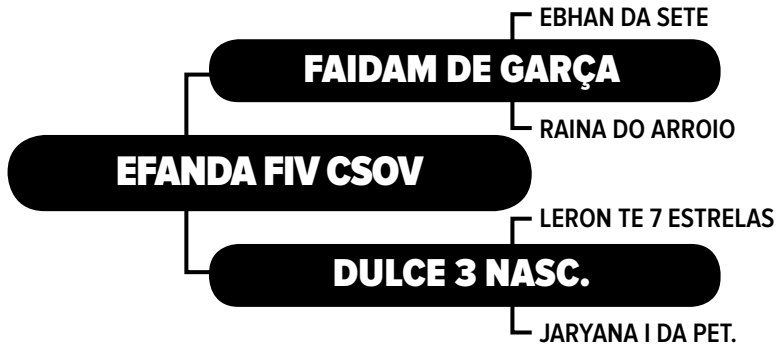 EBHAN DA SETE
FAIDAM DE GARÇA
RAINA DO ARROIO
EFANDA FIV CSOV
LERON TE 7 ESTRELAS
DULCE 3 NASC.
JARYANA I DA PET.